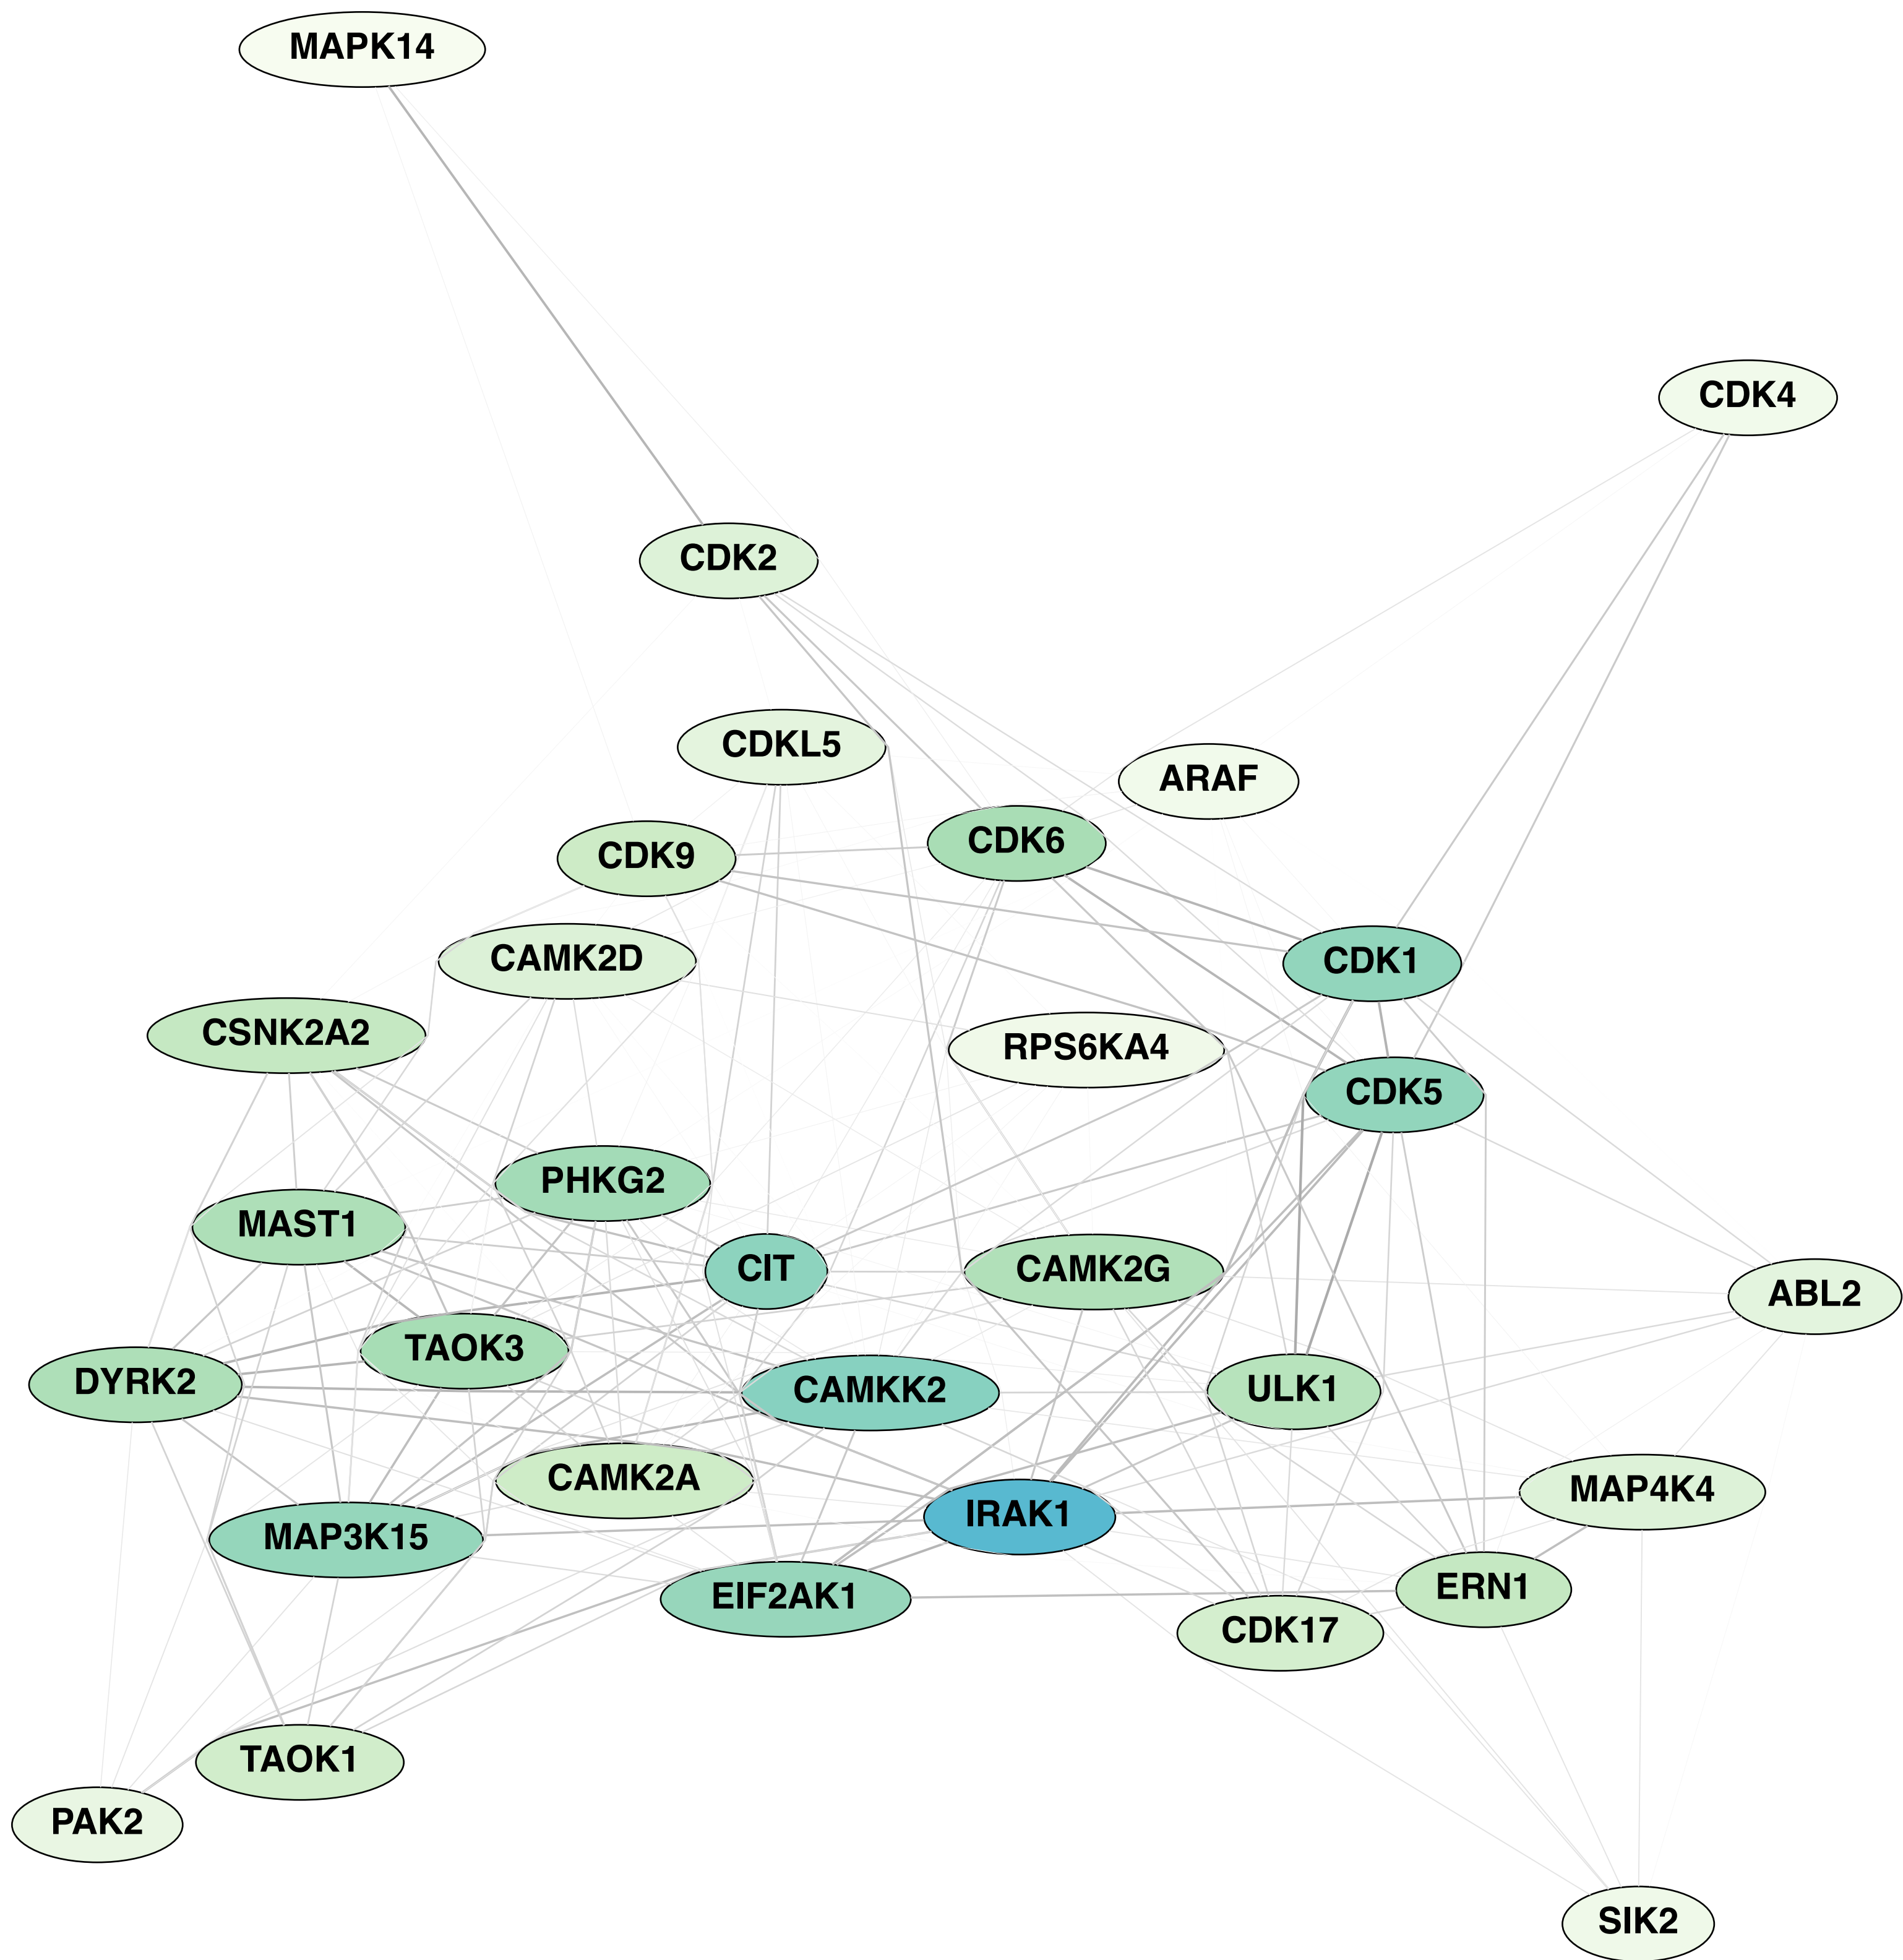 MAPK14
CDK4
CDK2
CDKL5
ARAF
CDK6
CDK9
CAMK2D
CDK1
CSNK2A2
RPS6KA4
CDK5
PHKG2
MAST1
CIT
CAMK2G
ABL2
TAOK3
DYRK2
CAMKK2
ULK1
CAMK2A
MAP4K4
IRAK1
MAP3K15
ERN1
EIF2AK1
CDK17
TAOK1
PAK2
SIK2